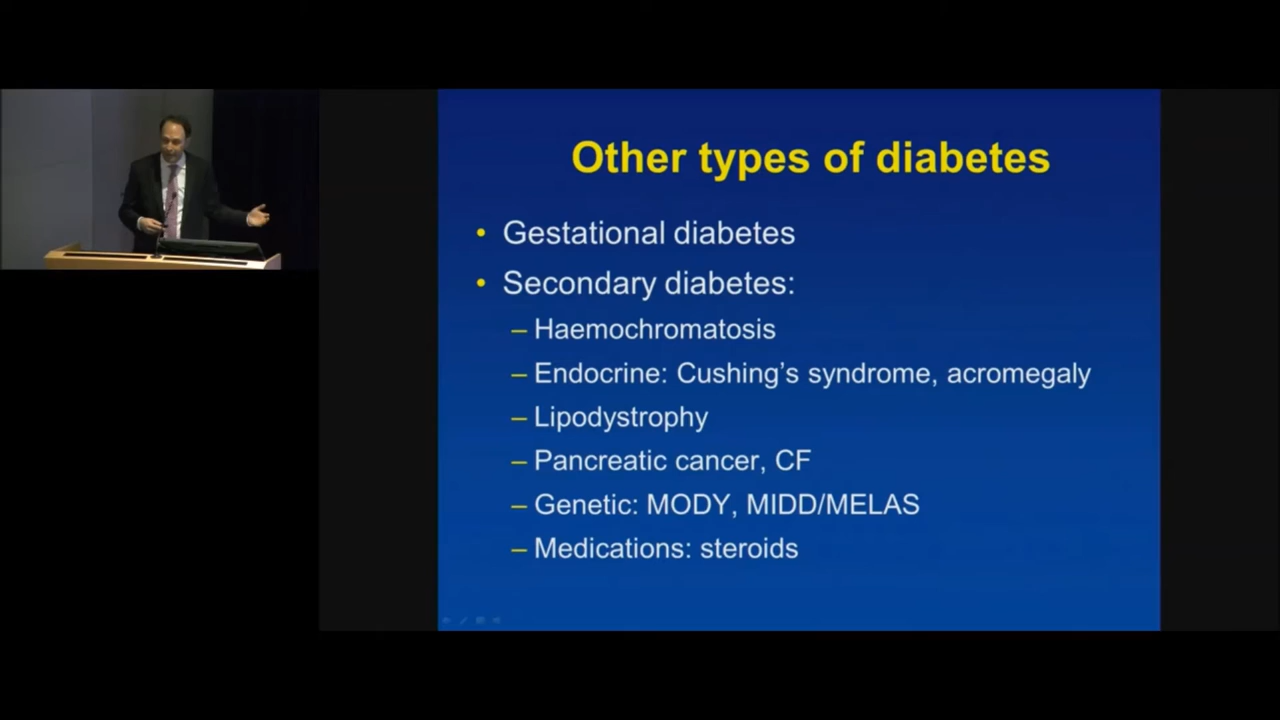 Other types of diabetes
• Gestational diabetes
• Secondary diabetes:
– Haemochromatosis
– Endocrine: Cushing's syndrome, acromegaly
– Lipodystrophy
– Pancreatic cancer, CF
– Genetic: MODY, MIDD/MELAS
– Medications: steroids